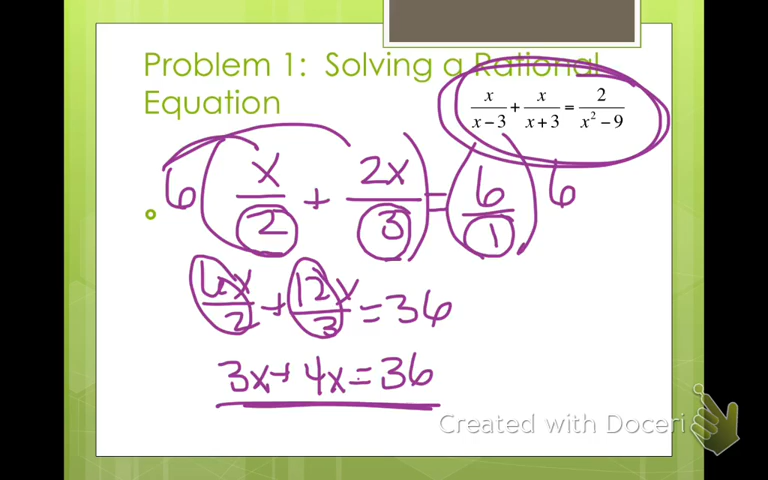 Problem 1: Solving a Rational
Equation
x/(x−3) + x/(x+3) = 2/(x²−9)
6(x/2 + 2x/3) = (6/1)6
6x/2 + 12x/3 = 36
3x + 4x = 36
Created with Doceri